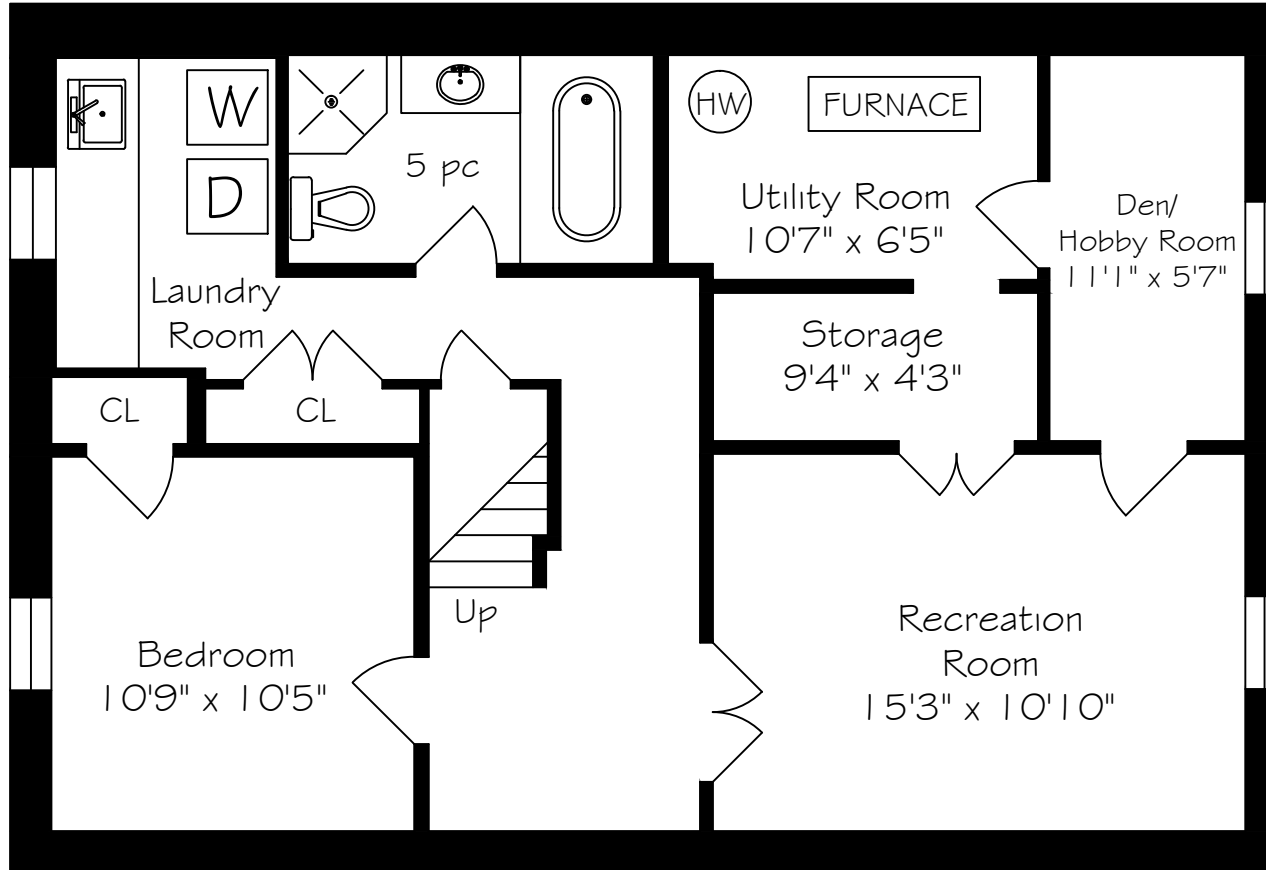 W
HW
FURNACE
5 pc
D
Utility Room
10'7" x 6'5"
Den/
Hobby Room
11'1" x 5'7"
Laundry
Room
Storage
9'4" x 4'3"
CL
CL
Up
Bedroom
10'9" x 10'5"
Recreation
Room
15'3" x 10'10"